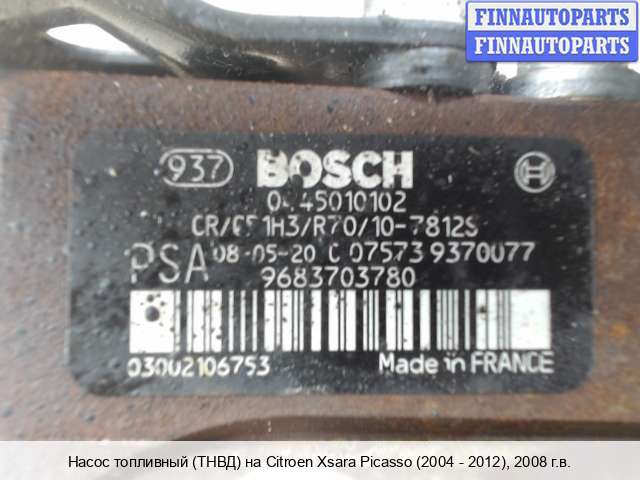 FINNAUTOPARTS
FINNAUTOPARTS
937 BOSCH
0445010102
CR/CP1H3/R70/10-7812S
PSA 08-05-20 C 07573 9370077
9683703780
03002106753 Made in FRANCE
Насос топливный (ТНВД) на Citroen Xsara Picasso (2004 - 2012), 2008 г.в.